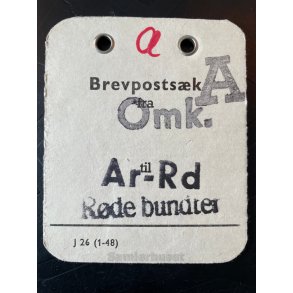 a
Brevpostsæk A
fra
Omk.
til
Ar-Rd
Røde bundter
J 26 (1-48)